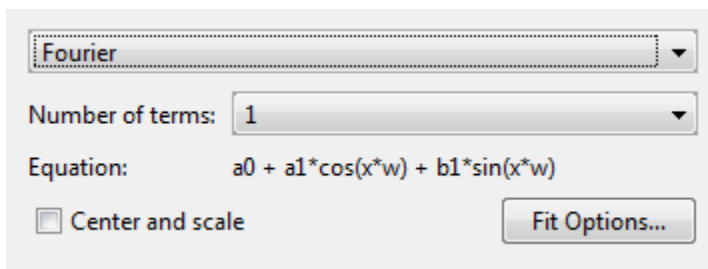 Fourier
Number of terms: 1
Equation: a0 + a1*cos(x*w) + b1*sin(x*w)
Center and scale Fit Options...